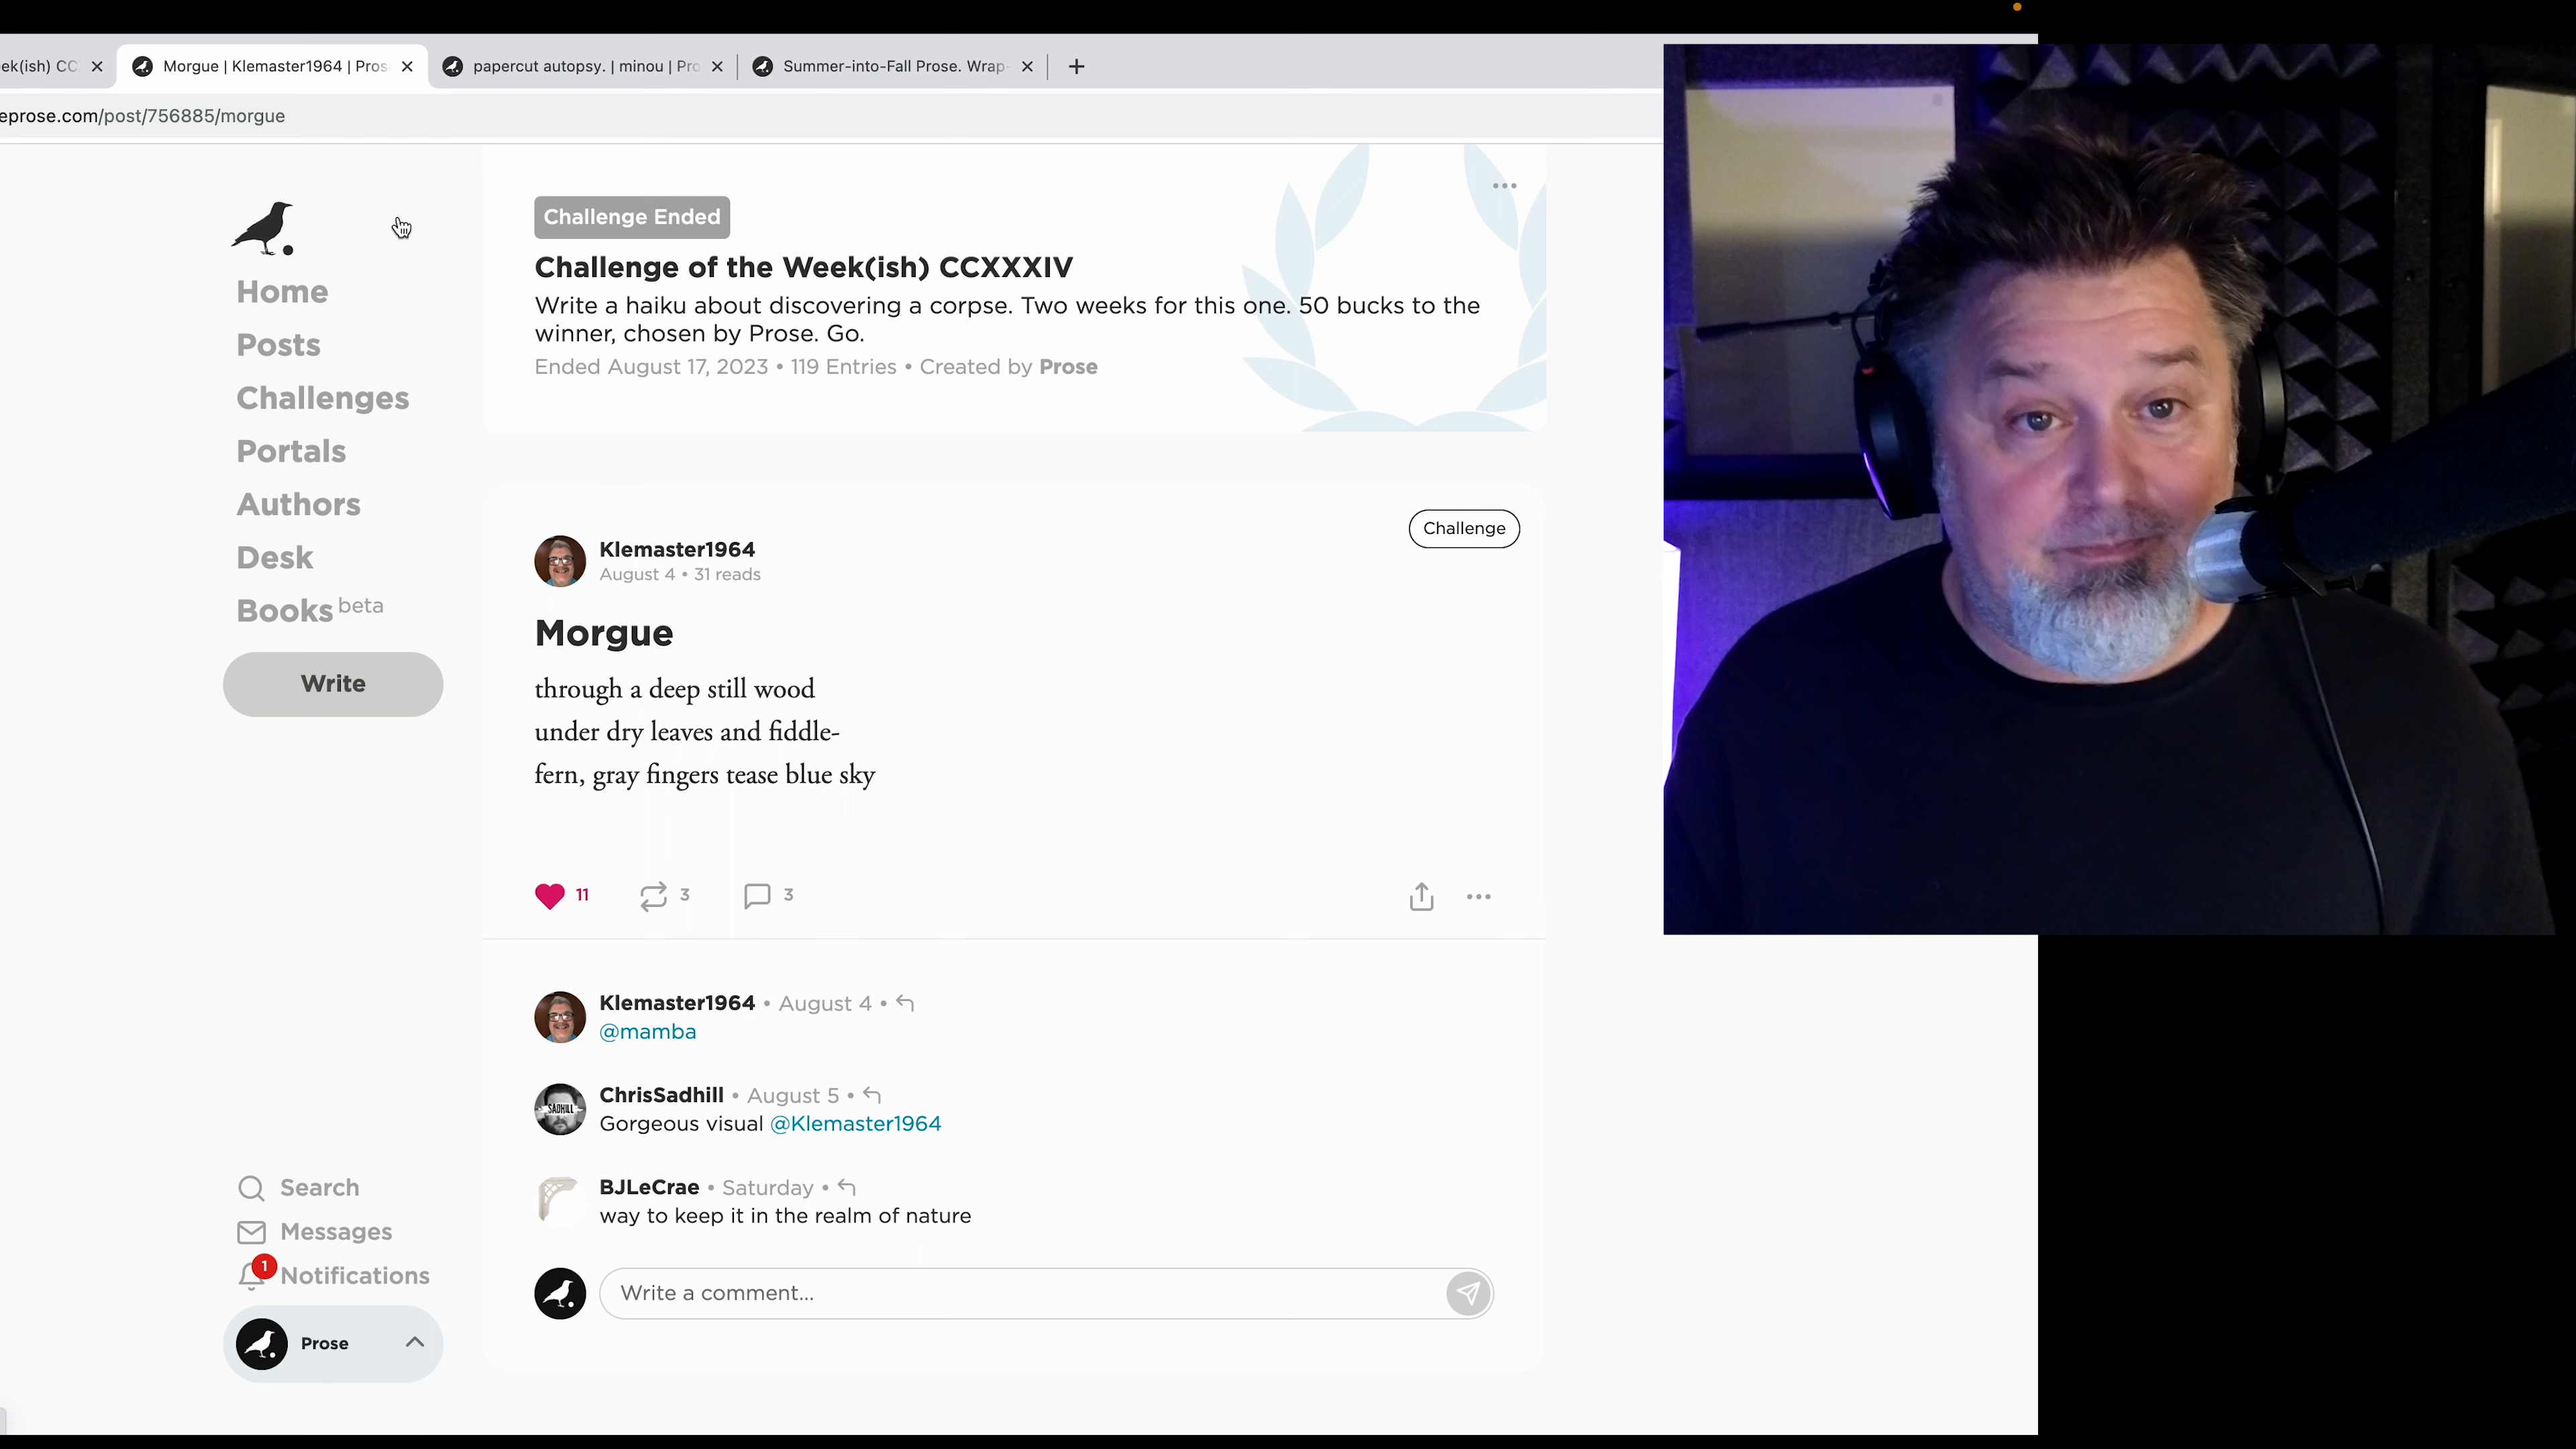 ek(ish) CC
Morgue | Klemaster1964 | Pros
papercut autopsy. | minou | Pro
Summer-into-Fall Prose. Wrap-
eprose.com/post/756885/morgue
Home
Posts
Challenges
Portals
Authors
Desk
Books beta
Write
Search
Messages
1
Notifications
Prose
Challenge Ended
Challenge of the Week(ish) CCXXXIV
Write a haiku about discovering a corpse. Two weeks for this one. 50 bucks to the
winner, chosen by Prose. Go.
Ended August 17, 2023 • 119 Entries • Created by Prose
Challenge
Klemaster1964
August 4 • 31 reads
Morgue
through a deep still wood
under dry leaves and fiddle-
fern, gray fingers tease blue sky
11 3 3
Klemaster1964 • August 4 •
@mamba
SADHILL
ChrisSadhill • August 5 •
Gorgeous visual @Klemaster1964
BJLeCrae • Saturday •
way to keep it in the realm of nature
Write a comment...